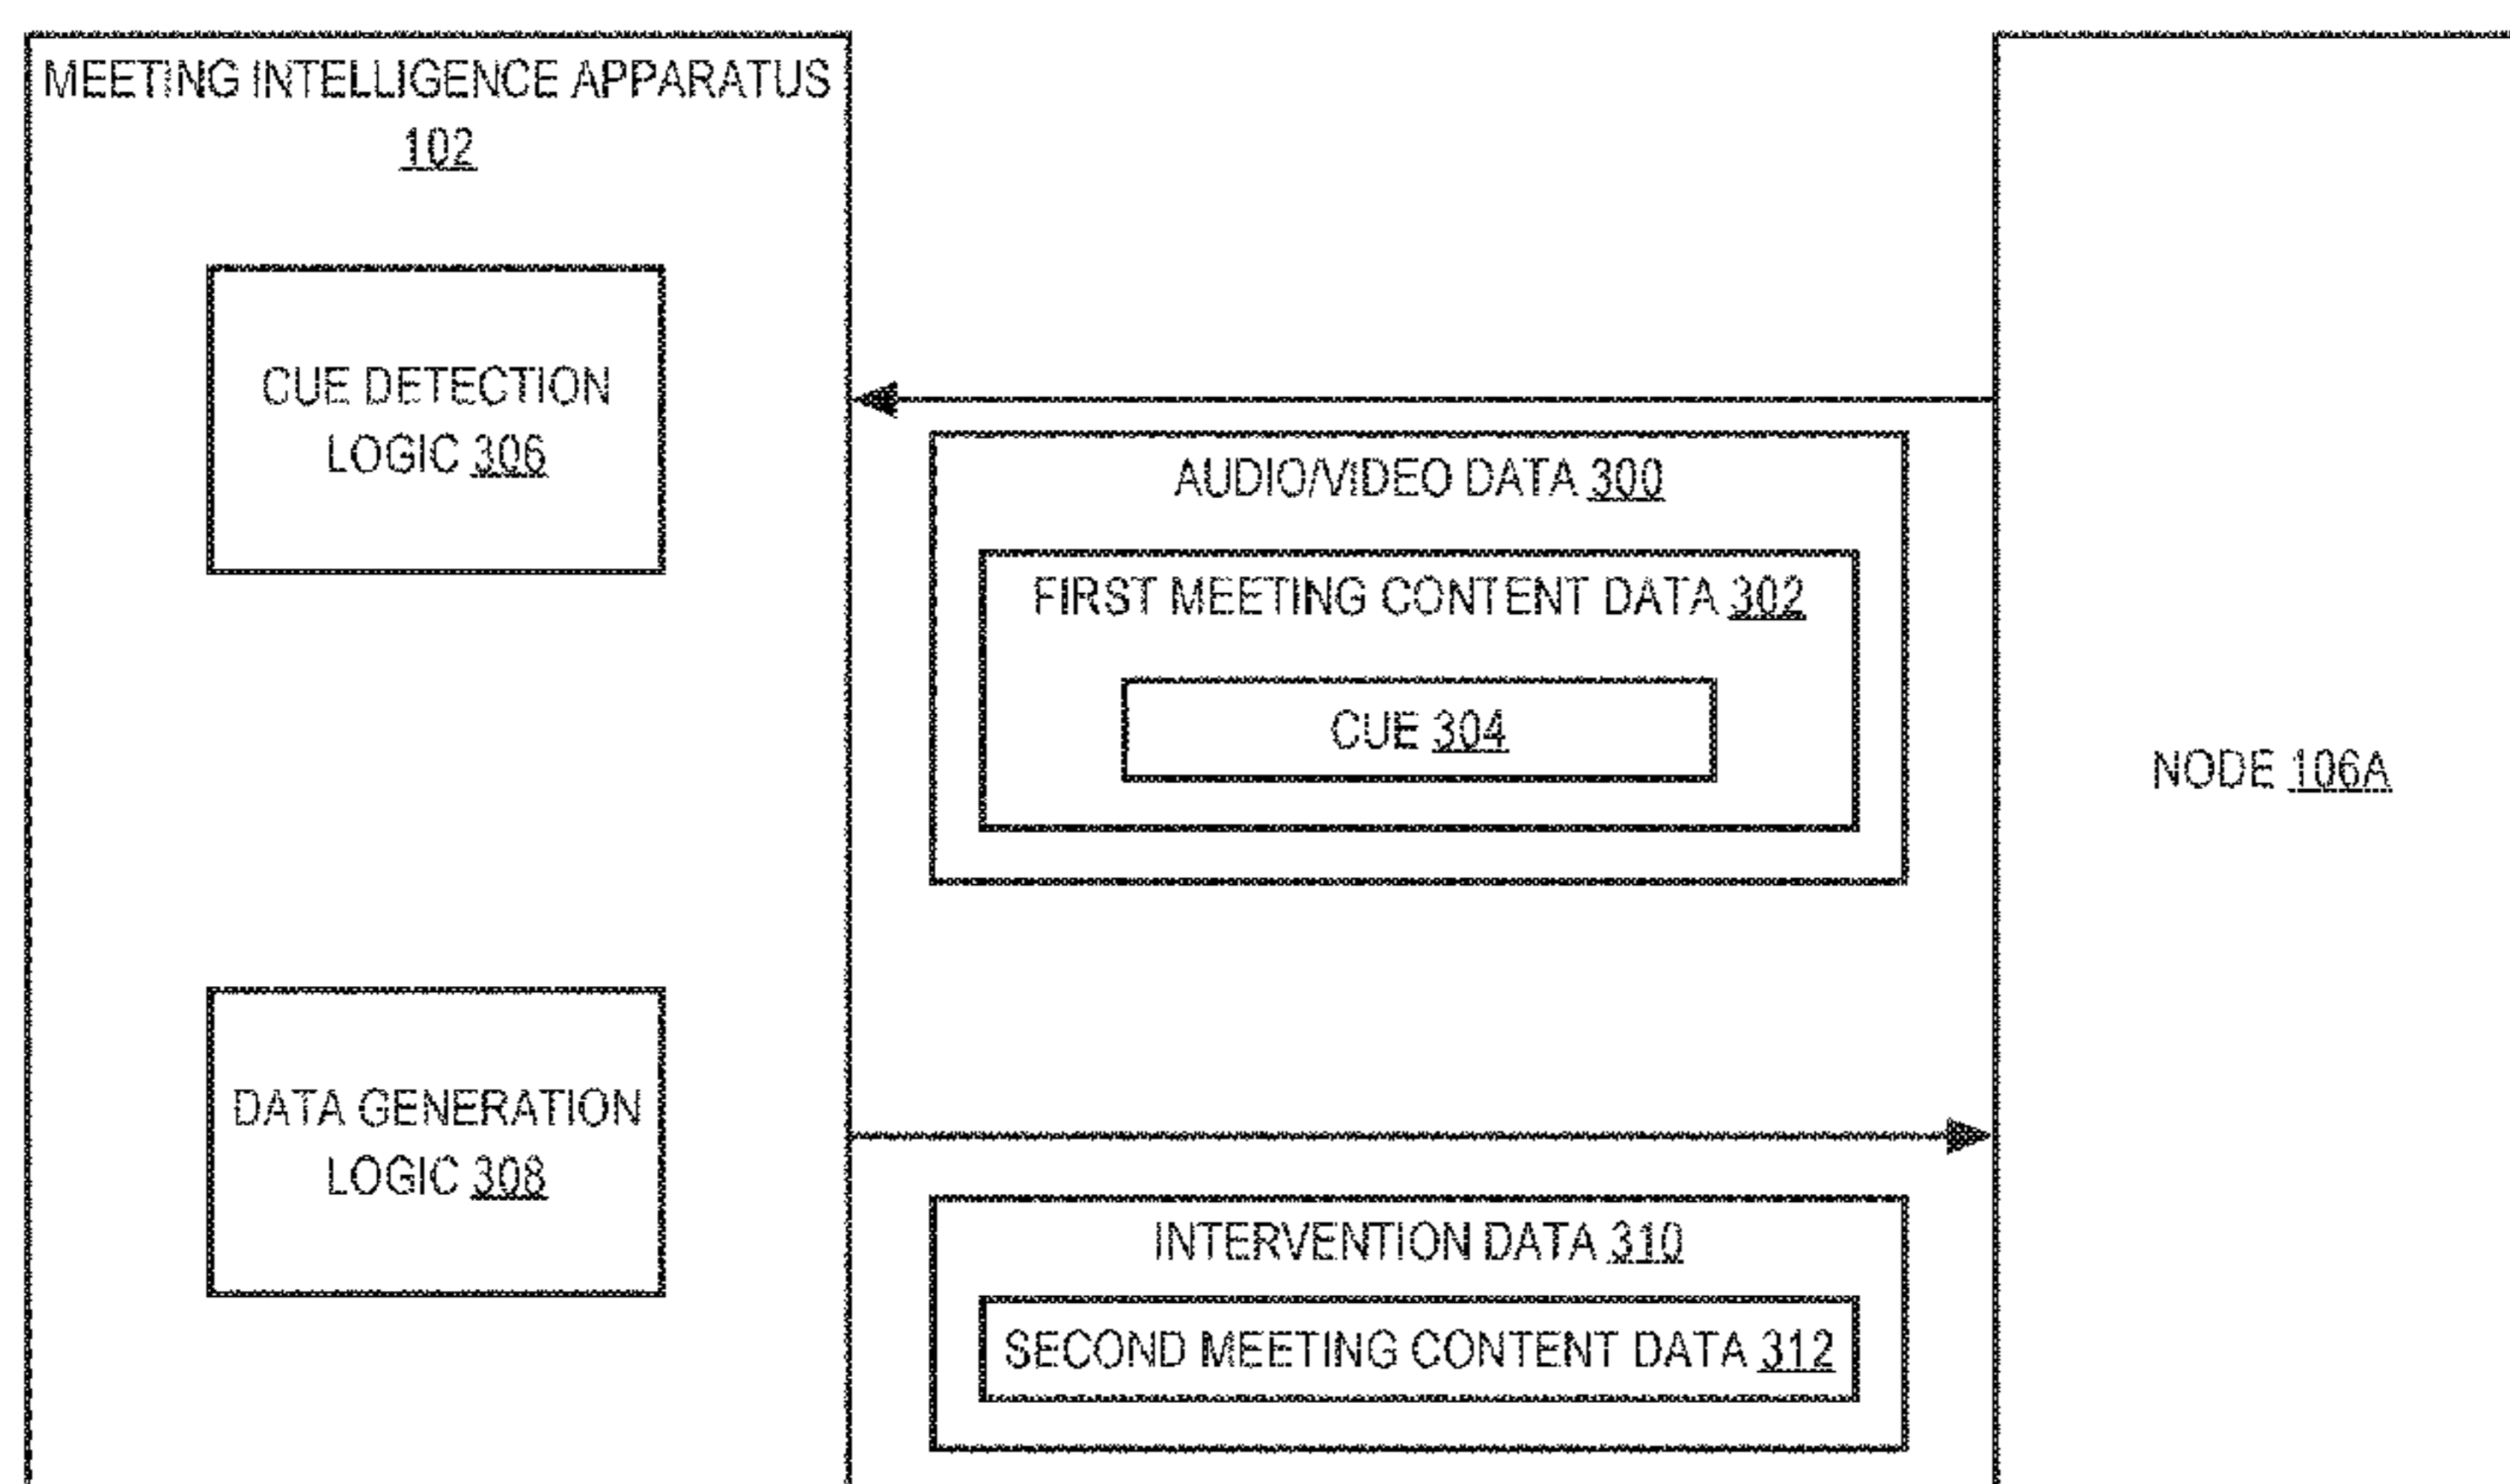 MEETING INTELLIGENCE APPARATUS
102
CUE DETECTION
LOGIC 306
AUDIO/VIDEO DATA 300
FIRST MEETING CONTENT DATA 302
CUE 304
NODE 106A
DATA GENERATION
LOGIC 308
INTERVENTION DATA 310
SECOND MEETING CONTENT DATA 312